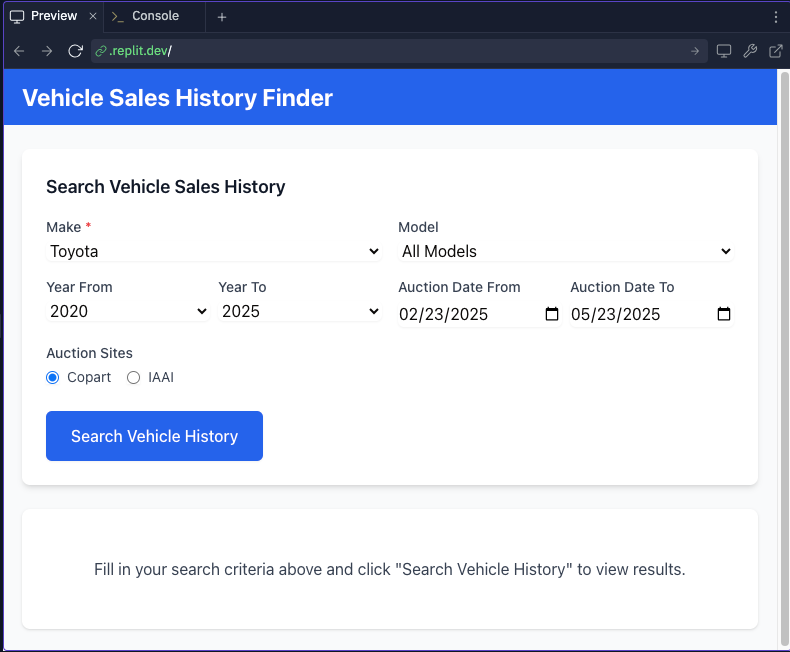 Preview × >_ Console +
.replit.dev/
Vehicle Sales History Finder
Search Vehicle Sales History
Make * Model
Toyota All Models
Year From Year To Auction Date From Auction Date To
2020 2025 02/23/2025 05/23/2025
Auction Sites
Copart IAAI
Search Vehicle History
Fill in your search criteria above and click "Search Vehicle History" to view results.